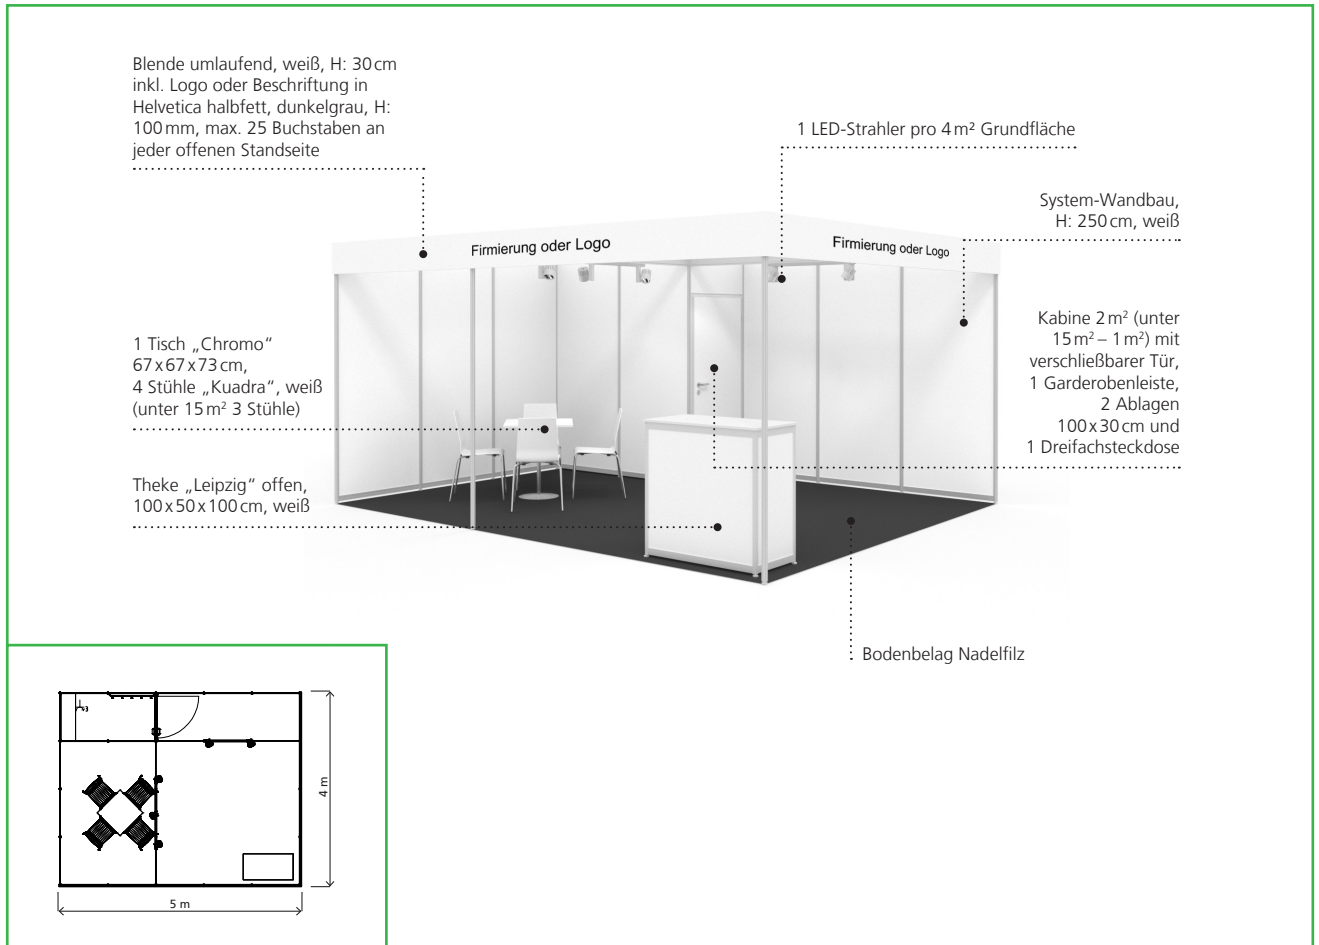 Blende umlaufend, weiß, H: 30 cm
inkl. Logo oder Beschriftung in
Helvetica halbfett, dunkelgrau, H:
100 mm, max. 25 Buchstaben an
jeder offenen Standseite
1 LED-Strahler pro 4 m² Grundfläche
System-Wandbau,
H: 250 cm, weiß
Firmierung oder Logo
Firmierung oder Logo
Kabine 2 m² (unter
15 m² – 1 m²) mit
verschließbarer Tür,
1 Garderobenleiste,
2 Ablagen
100 x 30 cm und
1 Dreifachsteckdose
1 Tisch „Chromo“
67 x 67 x 73 cm,
4 Stühle „Kuadra“, weiß
(unter 15 m² 3 Stühle)
Theke „Leipzig“ offen,
100 x 50 x 100 cm, weiß
Bodenbelag Nadelfilz
3
4 m
5 m